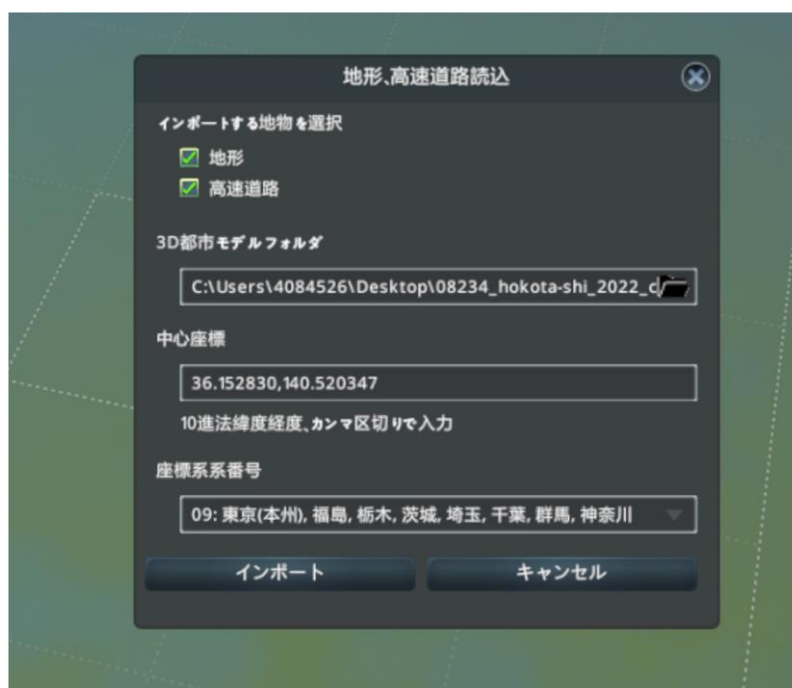 地形、高速道路読込
インポートする地物を選択
地形
高速道路
3D都市モデルフォルダ
C:\Users\4084526\Desktop\08234_hokota-shi_2022_c
中心座標
36.152830,140.520347
10進法緯度経度、カンマ区切りで入力
座標系系番号
09: 東京(本州), 福島, 栃木, 茨城, 埼玉, 千葉, 群馬, 神奈川
インポート
キャンセル